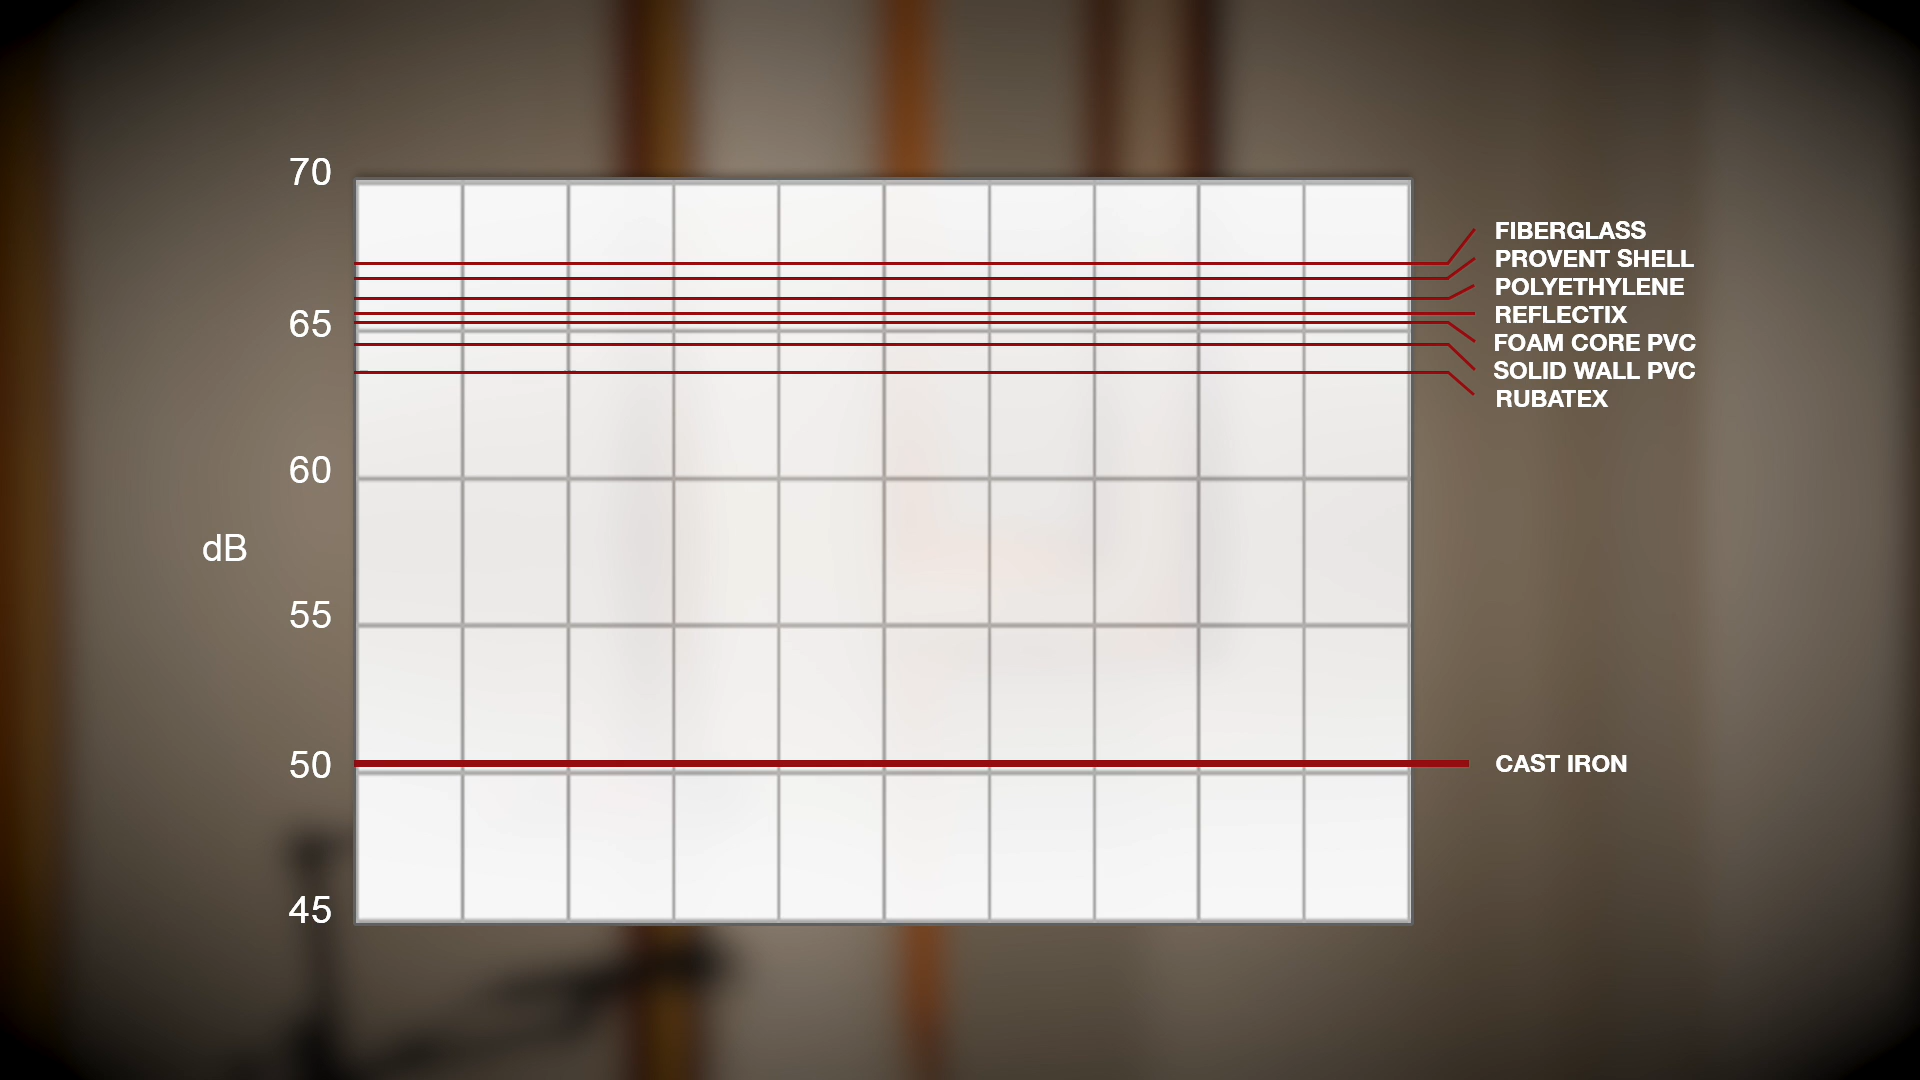 70
65
60
dB
55
50
45
FIBERGLASS
PROVENT SHELL
POLYETHYLENE
REFLECTIX
FOAM CORE PVC
SOLID WALL PVC
RUBATEX
CAST IRON